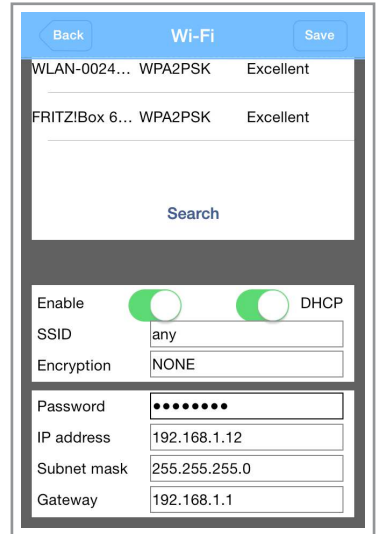 Back Wi-Fi Save
WLAN-0024... WPA2PSK Excellent
FRITZ!Box 6... WPA2PSK Excellent
Search
Enable DHCP
SSID any
Encryption NONE
Password ●●●●●●●●
IP address 192.168.1.12
Subnet mask 255.255.255.0
Gateway 192.168.1.1